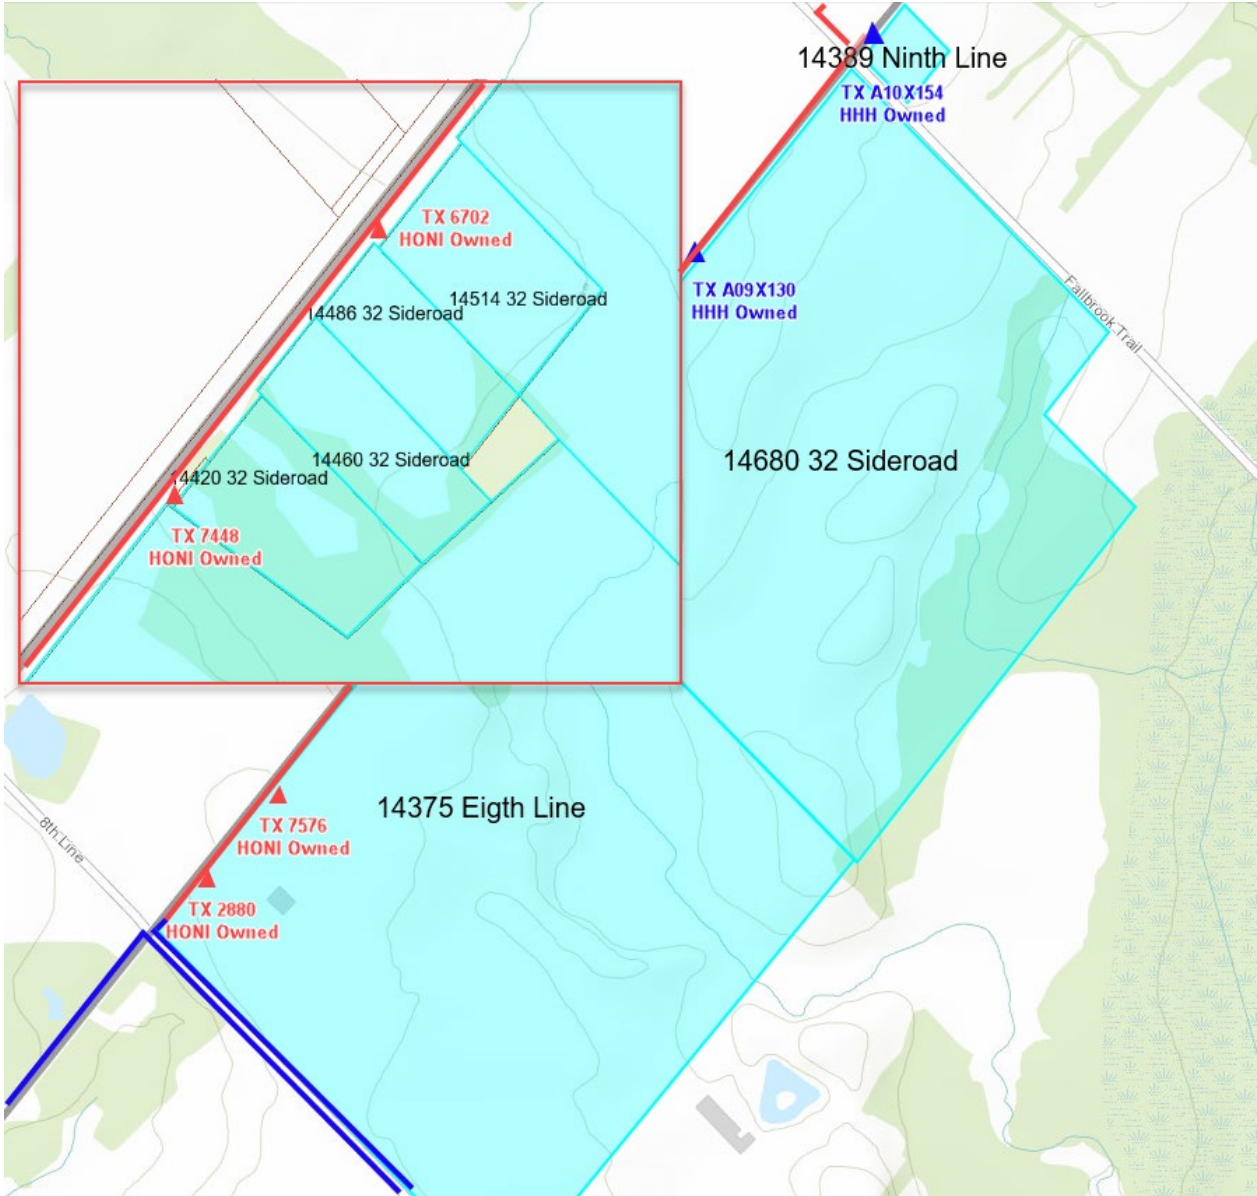 14389 Ninth Line
TX A10X154
HHH Owned
TX 6702
HONI Owned
TX A09X130
HHH Owned
Fallbrook Trail
14514 32 Sideroad
14486 32 Sideroad
14680 32 Sideroad
14460 32 Sideroad
14420 32 Sideroad
TX 7448
HONI Owned
14375 Eigth Line
TX 7576
HONI Owned
8th Line
TX 2880
HONI Owned